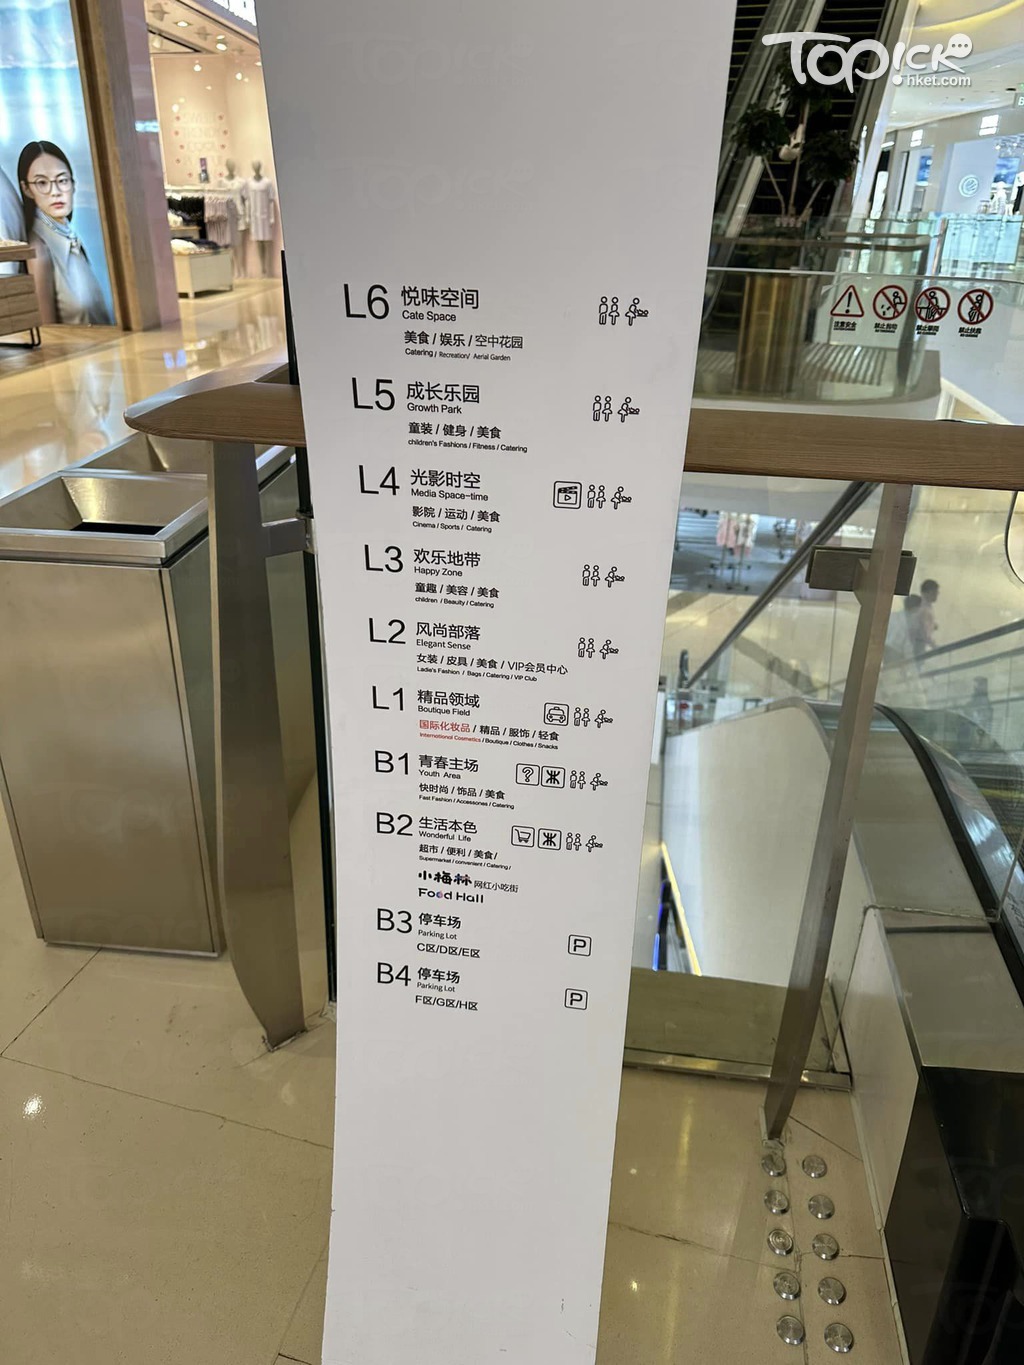 TOPick
hket.com
L6 悦味空间
Cate Space
美食 / 娱乐 / 空中花园
Catering / Recreation/ Aerial Garden
L5 成长乐园
Growth Park
童装 / 健身 / 美食
children's Fashions / Fitness / Catering
L4 光影时空
Media Space-time
影院 / 运动 / 美食
Cinema / Sports / Catering
L3 欢乐地带
Happy Zone
童趣 / 美容 / 美食
children / Beauity / Catering
L2 风尚部落
Elegant Sense
女装 / 皮具 / 美食 / VIP会员中心
Ladie's Fashion / Bags / Catering / VIP Club
L1 精品领域
Boutique Field
国际化妆品 / 精品 / 服饰 / 轻食
International Cosmetics / Boutique / Clothes / Snacks
B1 青春主场
Youth Area
快时尚 / 饰品 / 美食
Fast Fashion / Accessories / Catering
B2 生活本色
Wonderful Life
超市 / 便利 / 美食/
Supermarket / convenient / Catering /
小梅林 网红小吃街
Food Hall
B3 停车场
Parking Lot
C区/D区/E区
P
B4 停车场
Parking Lot
F区/G区/H区
P
注意安全